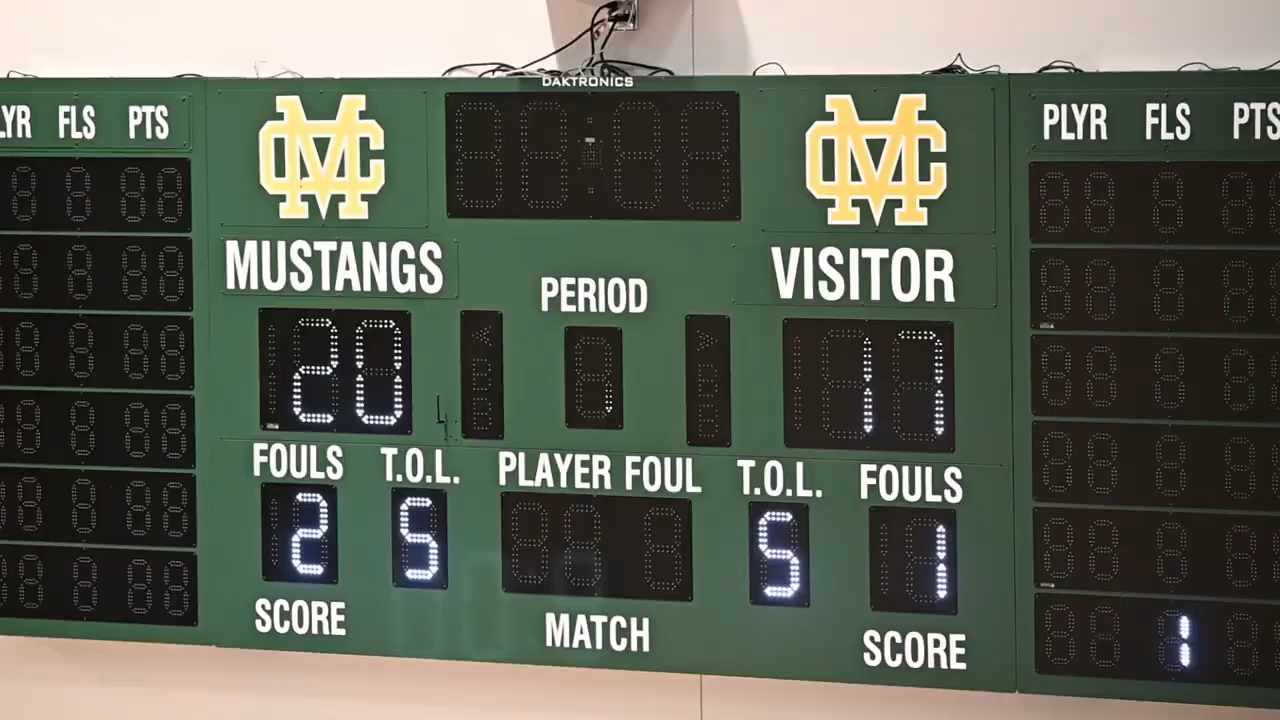 DAKTRONICS
LYR FLS PTS
MC
MC
PLYR FLS PTS
MUSTANGS
VISITOR
PERIOD
20
17
FOULS T.O.L. PLAYER FOUL T.O.L. FOULS
2 5 5 1
SCORE MATCH SCORE
1